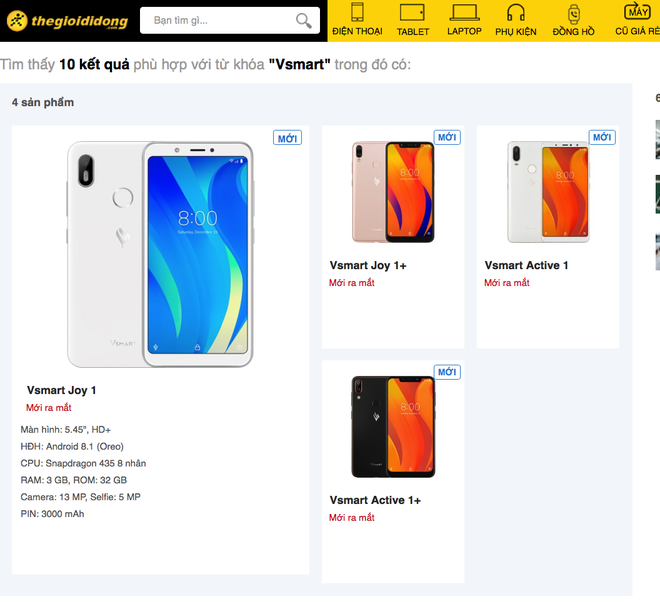 thegioididong
.com
Bạn tìm gì...
ĐIỆN THOẠI
TABLET
LAPTOP
PHỤ KIỆN
ĐỒNG HỒ
MÁY
CŨ GIÁ RẺ
Tìm thấy 10 kết quả phù hợp với từ khóa "Vsmart" trong đó có:
4 sản phẩm
6
MỚI
8:00
Vsmart
Vsmart Joy 1
Mới ra mắt
Màn hình: 5.45", HD+
HĐH: Android 8.1 (Oreo)
CPU: Snapdragon 435 8 nhân
RAM: 3 GB, ROM: 32 GB
Camera: 13 MP, Selfie: 5 MP
PIN: 3000 mAh
MỚI
8:00
Vsmart Joy 1+
Mới ra mắt
MỚI
8:00
Vsmart Active 1
Mới ra mắt
MỚI
8:00
Vsmart Active 1+
Mới ra mắt